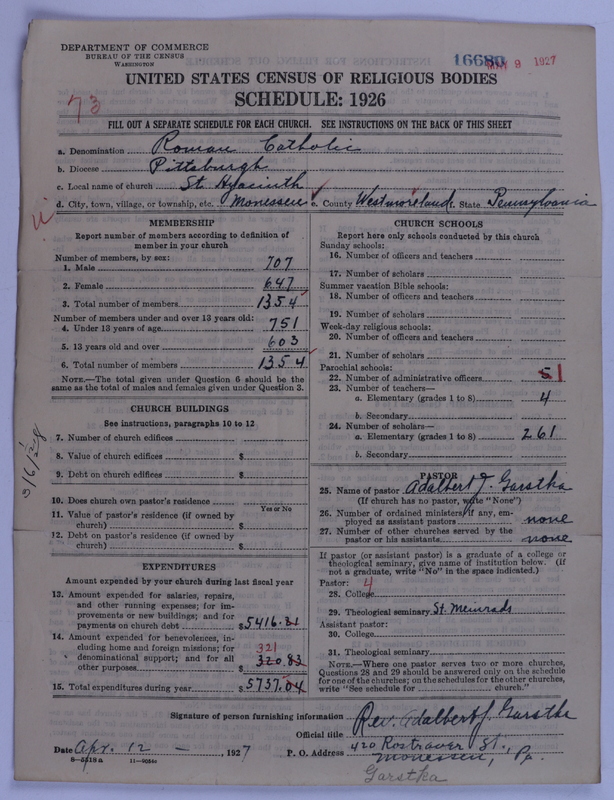 DEPARTMENT OF COMMERCE
BUREAU OF THE CENSUS
WASHINGTON
16680
MAY 9 1927
UNITED STATES CENSUS OF RELIGIOUS BODIES
SCHEDULE: 1926
73
FILL OUT A SEPARATE SCHEDULE FOR EACH CHURCH. SEE INSTRUCTIONS ON THE BACK OF THIS SHEET
a. Denomination Roman Catholic
b. Diocese Pittsburgh
c. Local name of church St. Hyacinth
d. City, town, village, or township, etc. Monessen e. County Westmoreland f. State Pennsylvania
MEMBERSHIP
Report number of members according to definition of
member in your church
Number of members, by sex:
1. Male 707
2. Female 647
3. Total number of members 1354
Number of members under and over 13 years old:
4. Under 13 years of age 751
5. 13 years old and over 603
6. Total number of members 1354
NOTE.—The total given under Question 6 should be the
same as the total of males and females given under Question 3.
CHURCH BUILDINGS
See instructions, paragraphs 10 to 12
7. Number of church edifices
8. Value of church edifices $
9. Debt on church edifices $
10. Does church own pastor's residence
Yes or No
11. Value of pastor's residence (if owned by
church) $
12. Debt on pastor's residence (if owned by
church) $
EXPENDITURES
Amount expended by your church during last fiscal year
13. Amount expended for salaries, repairs,
and other running expenses; for im-
provements or new buildings; and for
payments on church debt $5416.21
14. Amount expended for benevolences, in-
cluding home and foreign missions; for 321
denominational support; and for all
other purposes $320.83
15. Total expenditures during year $5737.04
CHURCH SCHOOLS
Report here only schools conducted by this church
Sunday schools:
16. Number of officers and teachers
17. Number of scholars
Summer vacation Bible schools:
18. Number of officers and teachers
19. Number of scholars
Week-day religious schools:
20. Number of officers and teachers
21. Number of scholars
Parochial schools:
22. Number of administrative officers 1
23. Number of teachers—
a. Elementary (grades 1 to 8) 4
b. Secondary
24. Number of scholars—
a. Elementary (grades 1 to 8) 261
b. Secondary
PASTOR
25. Name of pastor Adalbert J. Garstka
(If church has no pastor, write "None")
26. Number of ordained ministers, if any, em-
ployed as assistant pastors none
27. Number of other churches served by the
pastor or his assistants none
If pastor (or assistant pastor) is a graduate of a college or
theological seminary, give name of institution below. (if
not a graduate, write "No" in the space indicated.)
Pastor: 4
28. College
29. Theological seminary St. Meinrads
Assistant pastor:
30. College
31. Theological seminary
NOTE.—Where one pastor serves two or more churches,
Questions 28 and 29 should be answered only on the schedule
for one of the churches; on the schedules for the other churches,
write "See schedule for church."
Signature of person furnishing information Rev. Adalbert J. Garstka
Official title
Date Apr. 12 – , 1927 P. O. Address 420 Rostraver St.,
Monessen, Pa.
8—5518a 11—9054a
Garstka